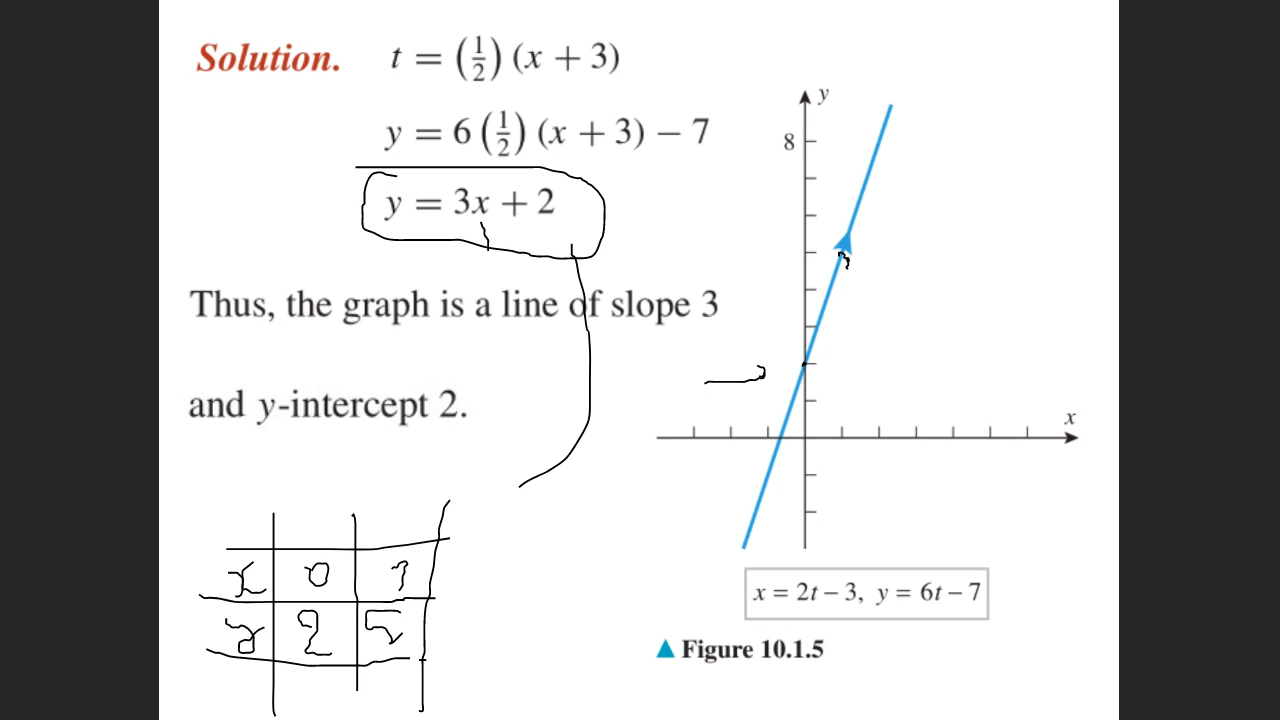 Solution. t = (1/2) (x + 3)
y = 6 (1/2) (x + 3) − 7
y = 3x + 2
Thus, the graph is a line of slope 3
and y-intercept 2.
y
8
x
x 0 1
y 2 5
x = 2t − 3, y = 6t − 7
▲ Figure 10.1.5